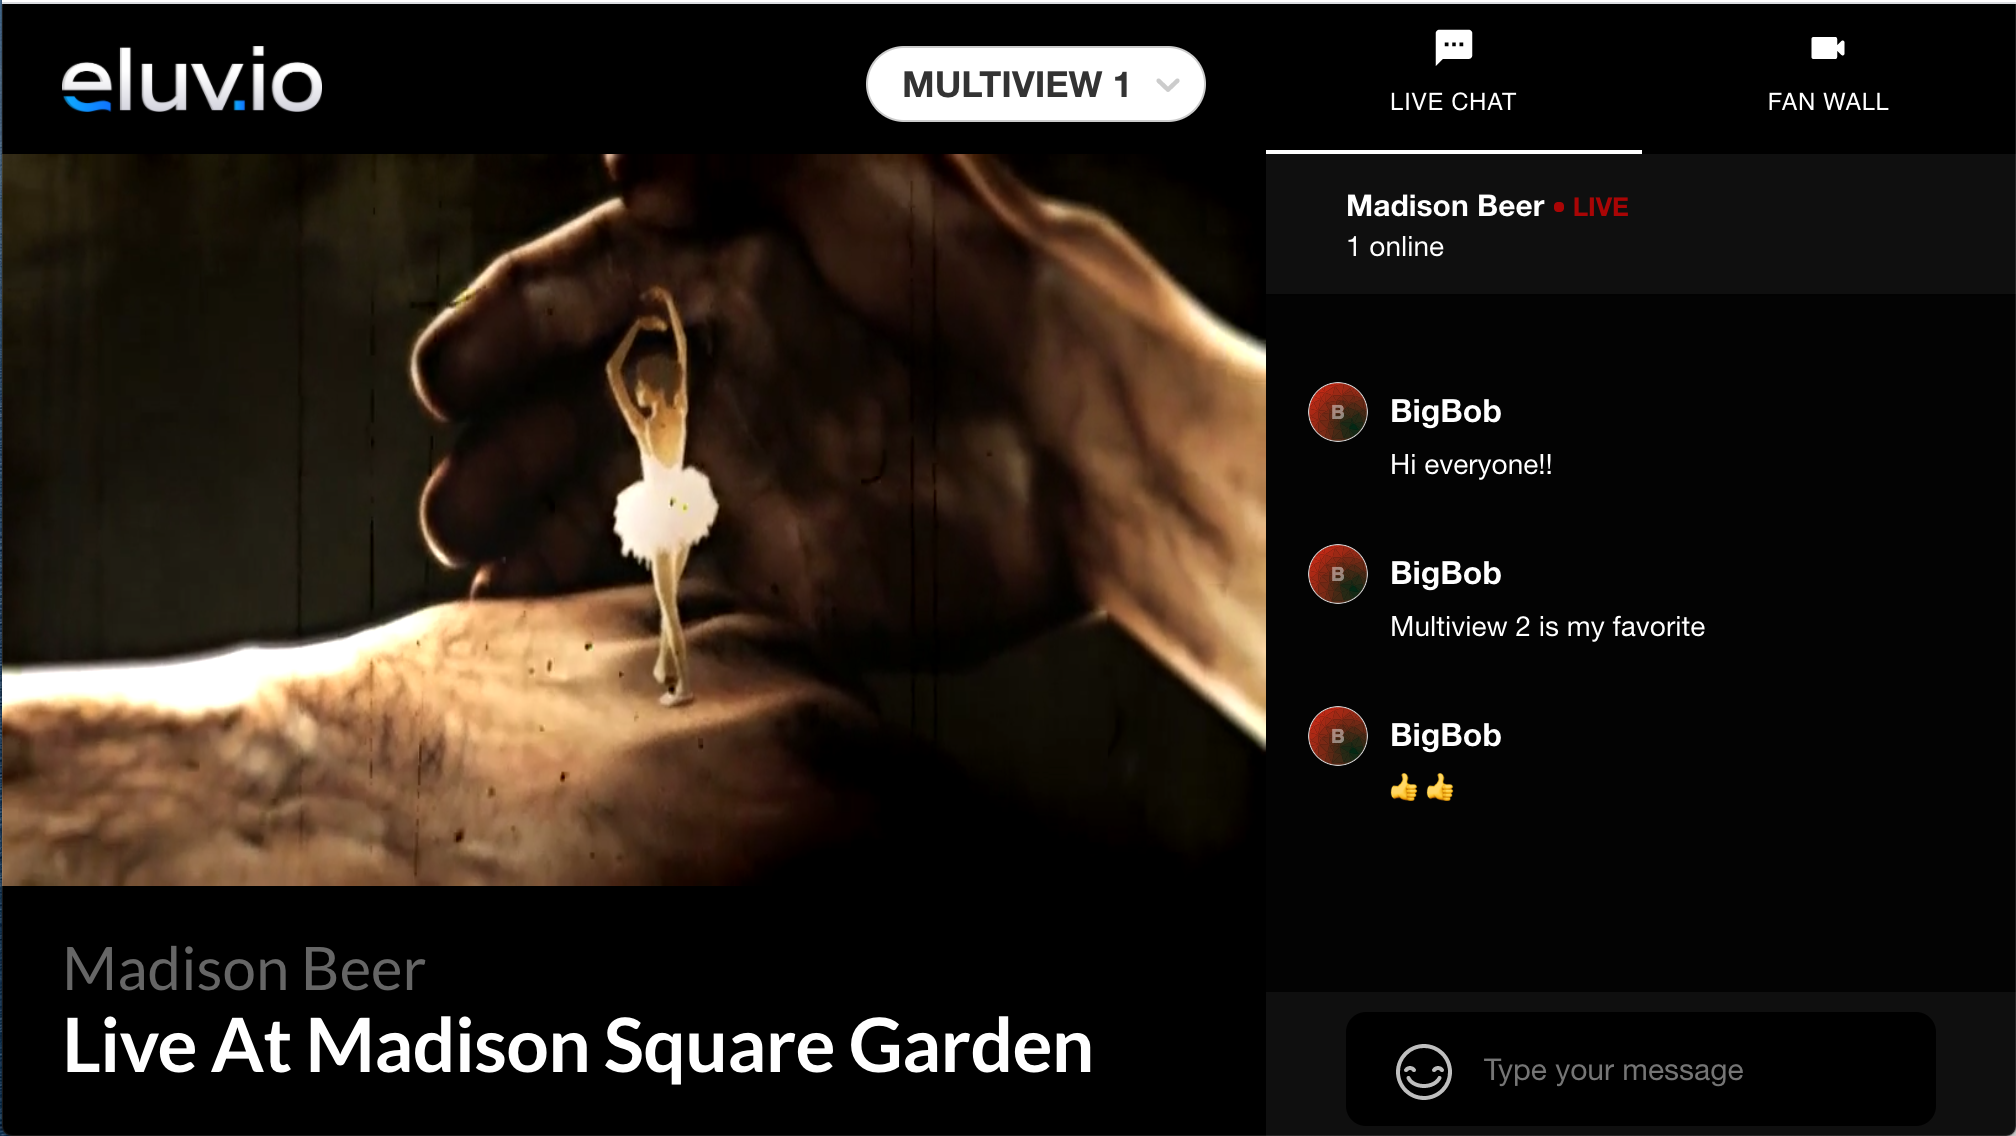 eluv.io
MULTIVIEW 1
LIVE CHAT
FAN WALL
Madison Beer • LIVE
1 online
B
BigBob
Hi everyone!!
B
BigBob
Multiview 2 is my favorite
B
BigBob
👍 👍
Madison Beer
Live At Madison Square Garden
Type your message